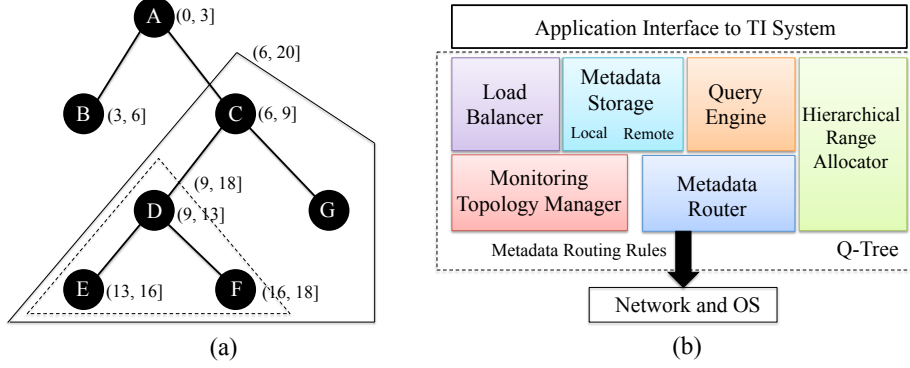 A
(0, 3]
B
(3, 6]
(6, 20]
C
(6, 9]
(9, 18]
D
(9, 13]
G
E
(13, 16]
F
(16, 18]
(a)
Application Interface to TI System
Load
Balancer
Metadata
Storage
Local Remote
Query
Engine
Hierarchical
Range
Allocator
Monitoring
Topology Manager
Metadata
Router
Metadata Routing Rules
Q-Tree
Network and OS
(b)